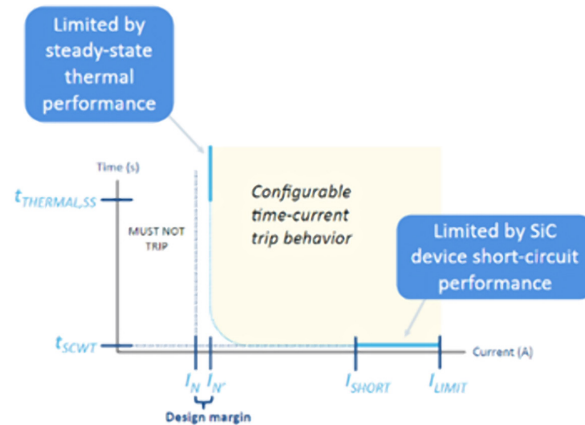 Limited by
steady-state
thermal
performance
Time (s)
tTHERMAL,SS
MUST NOT
TRIP
Configurable
time-current
trip behavior
Limited by SiC
device short-circuit
performance
tSCWT
Current (A)
IN IN' ISHORT ILIMIT
Design margin